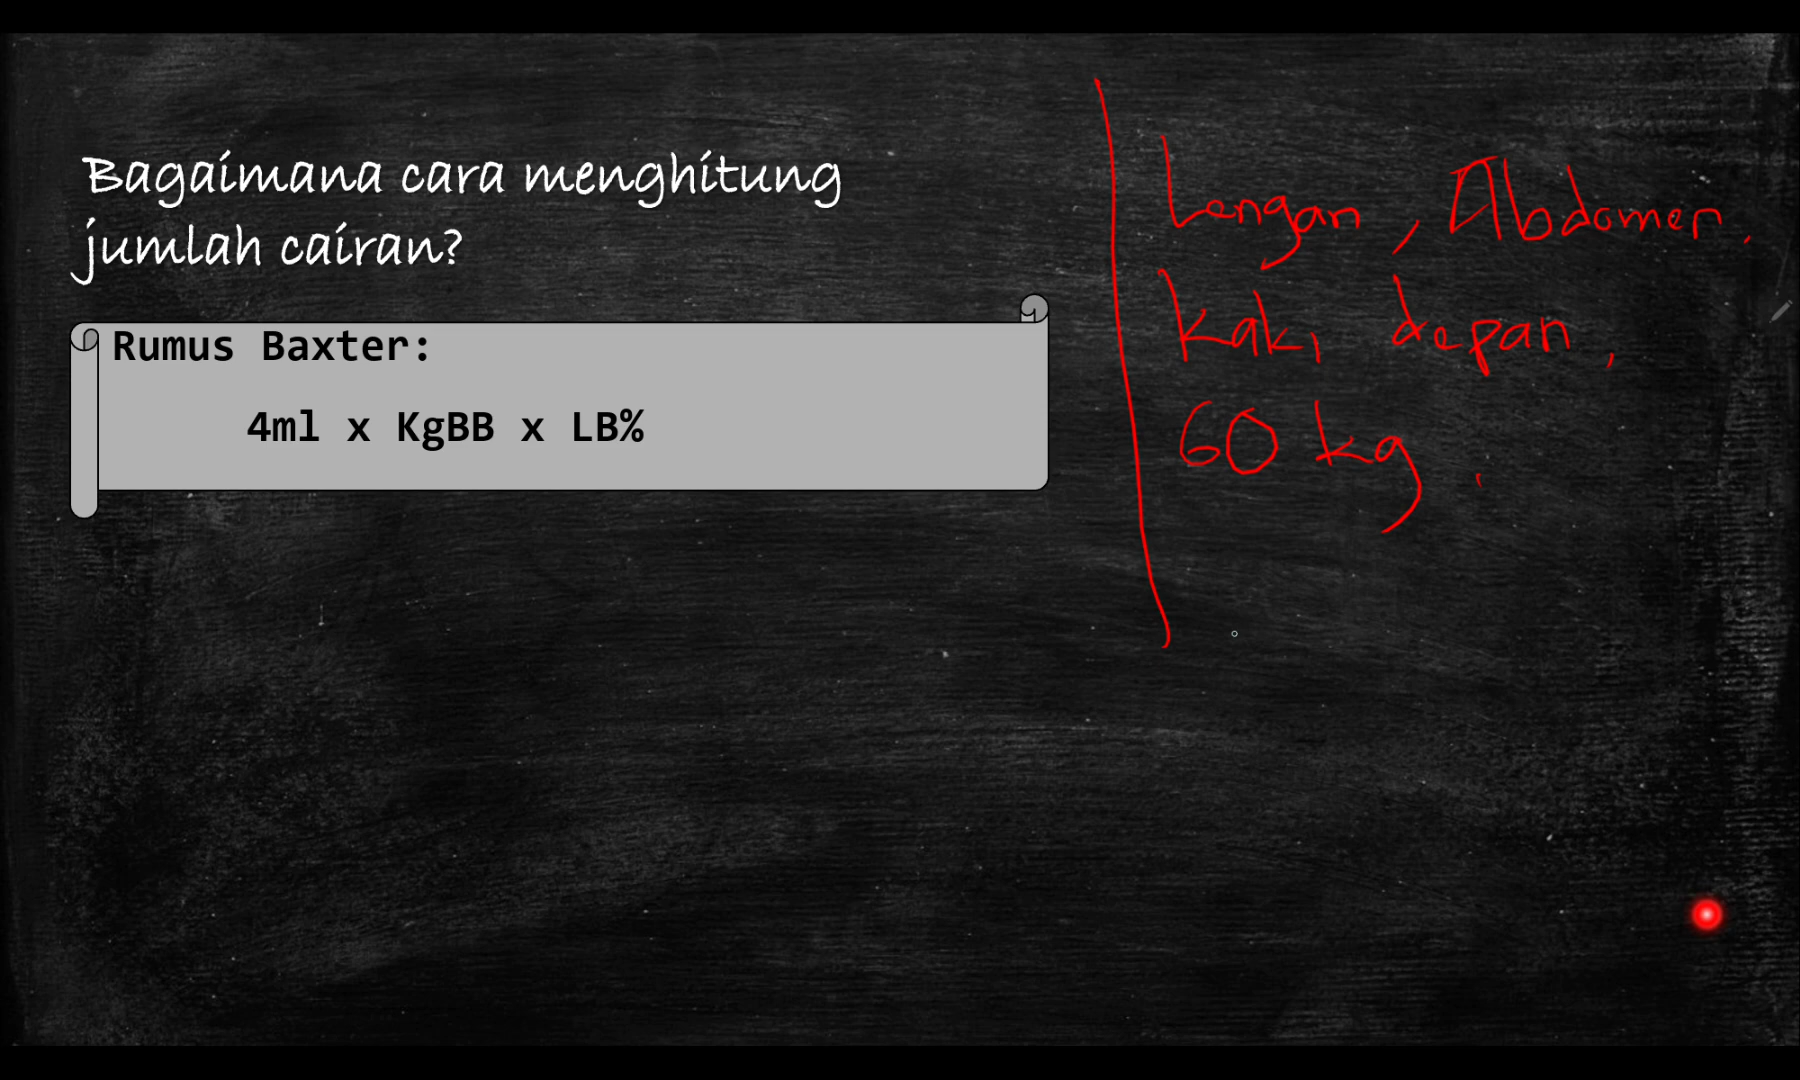 Bagaimana cara menghitung
jumlah cairan?
Rumus Baxter:
4ml x KgBB x LB%
Lengan, Abdomen,
kaki depan,
60 kg.